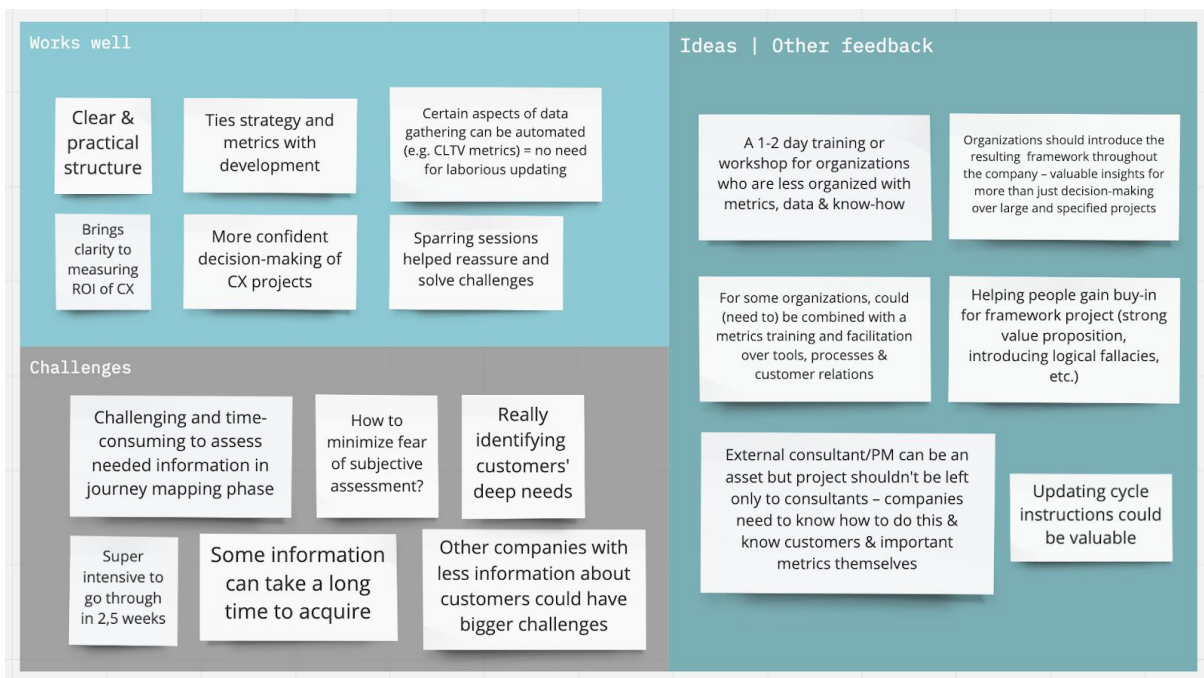 Works well
Clear &
practical
structure
Ties strategy and
metrics with
development
Certain aspects of data
gathering can be automated
(e.g. CLTV metrics) = no need
for laborious updating
Brings
clarity to
measuring
ROI of CX
More confident
decision-making of
CX projects
Sparring sessions
helped reassure and
solve challenges
Challenges
Challenging and time-
consuming to assess
needed information in
journey mapping phase
How to
minimize fear
of subjective
assessment?
Really
identifying
customers'
deep needs
Super
intensive to
go through
in 2,5 weeks
Some information
can take a long
time to acquire
Other companies with
less information about
customers could have
bigger challenges
Ideas | Other feedback
A 1-2 day training or
workshop for organizations
who are less organized with
metrics, data & know-how
Organizations should introduce the
resulting framework throughout
the company – valuable insights for
more than just decision-making
over large and specified projects
For some organizations, could
(need to) be combined with a
metrics training and facilitation
over tools, processes &
customer relations
Helping people gain buy-in
for framework project (strong
value proposition,
introducing logical fallacies,
etc.)
External consultant/PM can be an
asset but project shouldn't be left
only to consultants – companies
need to know how to do this &
know customers & important
metrics themselves
Updating cycle
instructions could
be valuable